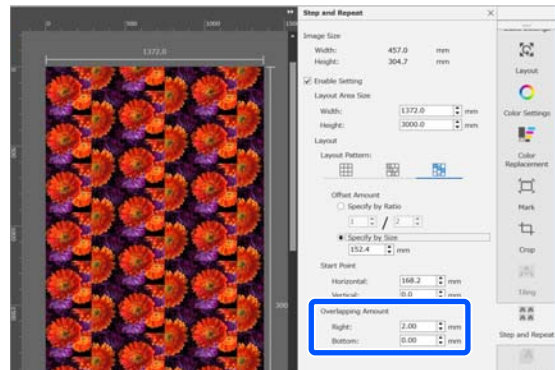 Step and Repeat
0
500
1000
1372.0
Image Size
Width: 457.0 mm
Height: 304.7 mm
Enable Setting
Layout Area Size
Width: 1372.0 mm
Height: 3000.0 mm
Layout
Layout Pattern:
Offset Amount
Specify by Ratio
1 / 2
Specify by Size
152.4 mm
Start Point
Horizontal: 168.2 mm
Vertical: 0.0 mm
Overlapping Amount
Right: 2.00 mm
Bottom: 0.00 mm
Layout
Color Settings
Color
Replacement
Mark
Crop
Tiling
Step and Repeat